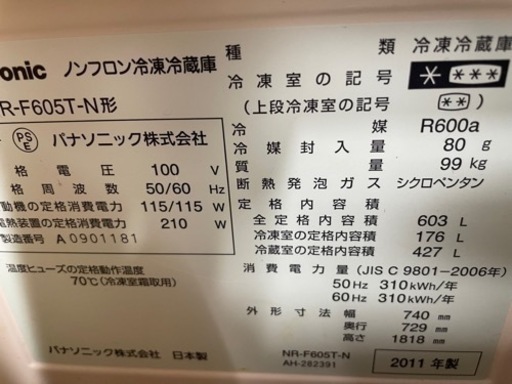 onic ノンフロン冷凍冷蔵庫
R-F605T-N形
PS E パナソニック株式会社
格電圧 100 V
格周波数 50/60 Hz
動機の定格消費電力 115/115 W
電熱装置の定格消費電力 210 W
製造番号 A 0901181
温度ヒューズの定格動作温度
70℃(冷凍室霜取用)
パナソニック株式会社 日本製
種類 冷凍冷蔵庫
冷凍室の記号 * ***
(上段冷凍室の記号 **)
冷媒 R600a
冷媒封入量 80 g
質量 99 kg
断熱発泡ガス シクロペンタン
定格内容積
全定格内容積 603 L
冷凍室の定格内容積 176 L
冷蔵室の定格内容積 427 L
消費電力量(JIS C 9801-2006年)
50Hz 310kWh/年
60Hz 310kWh/年
外形寸法幅 740 mm
奥行 729 mm
高さ 1818 mm
NR-F605T-N
AH-282391
2011年製